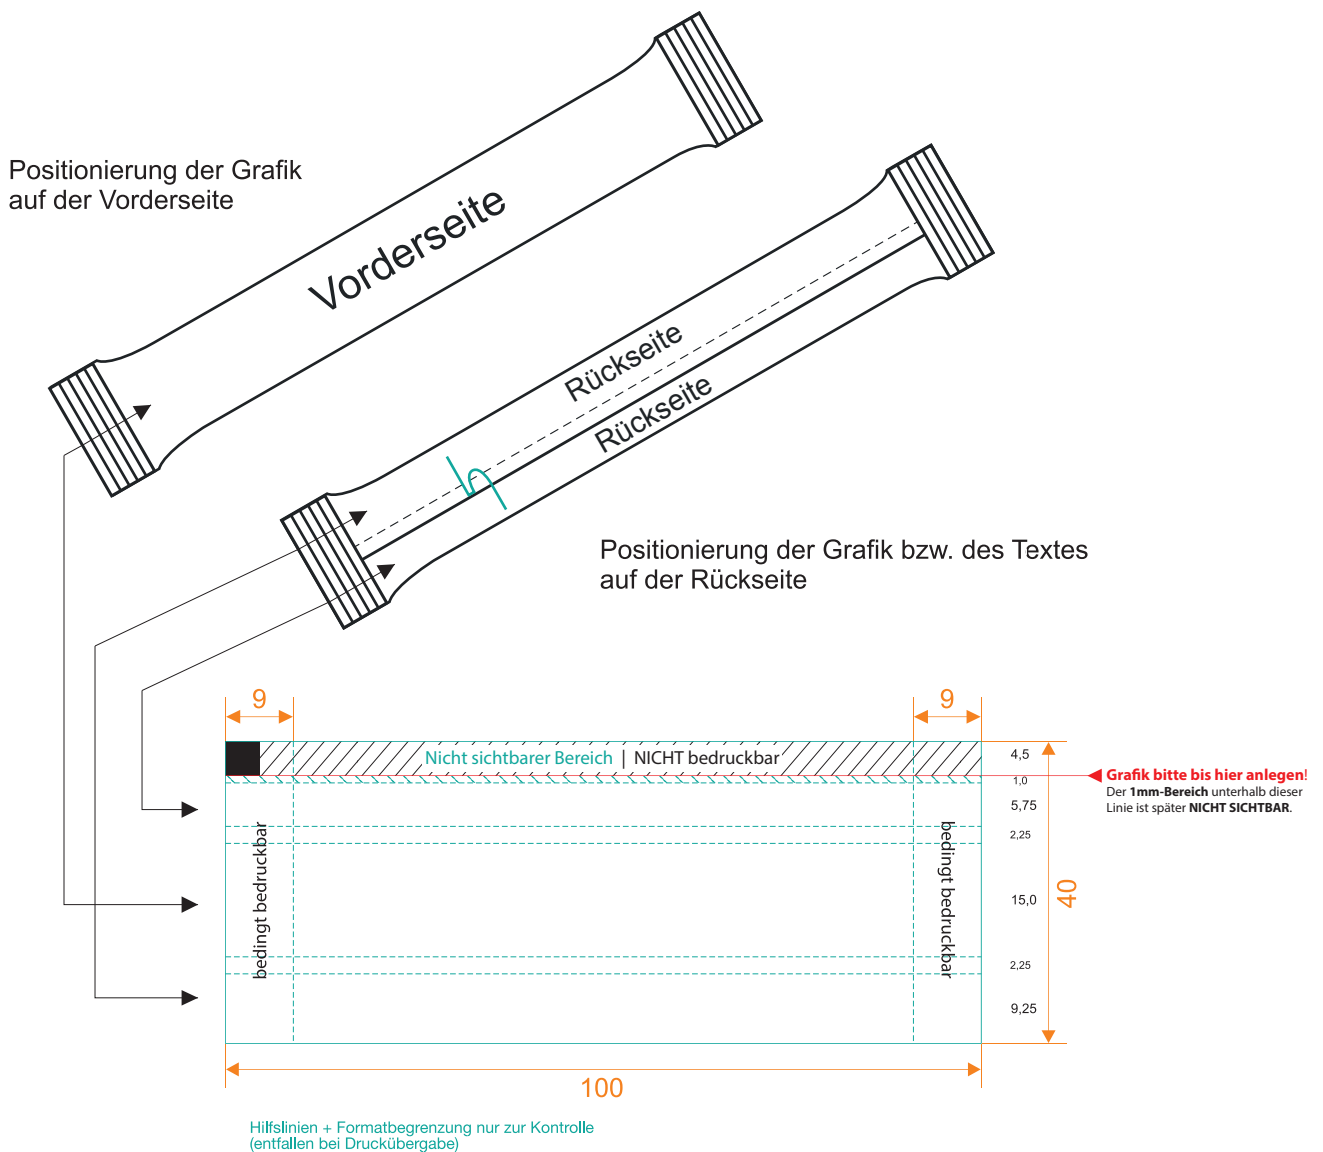 Positionierung der Grafik
auf der Vorderseite
Vorderseite
Rückseite
Rückseite
Positionierung der Grafik bzw. des Textes
auf der Rückseite
9
9
Nicht sichtbarer Bereich | NICHT bedruckbar
4,5
1,0
5,75
2,25
15,0
2,25
9,25
40
Grafik bitte bis hier anlegen!
Der 1mm-Bereich unterhalb dieser
Linie ist später NICHT SICHTBAR.
bedingt bedruckbar
bedingt bedruckbar
100
Hilfslinien + Formatbegrenzung nur zur Kontrolle
(entfallen bei Druckübergabe)